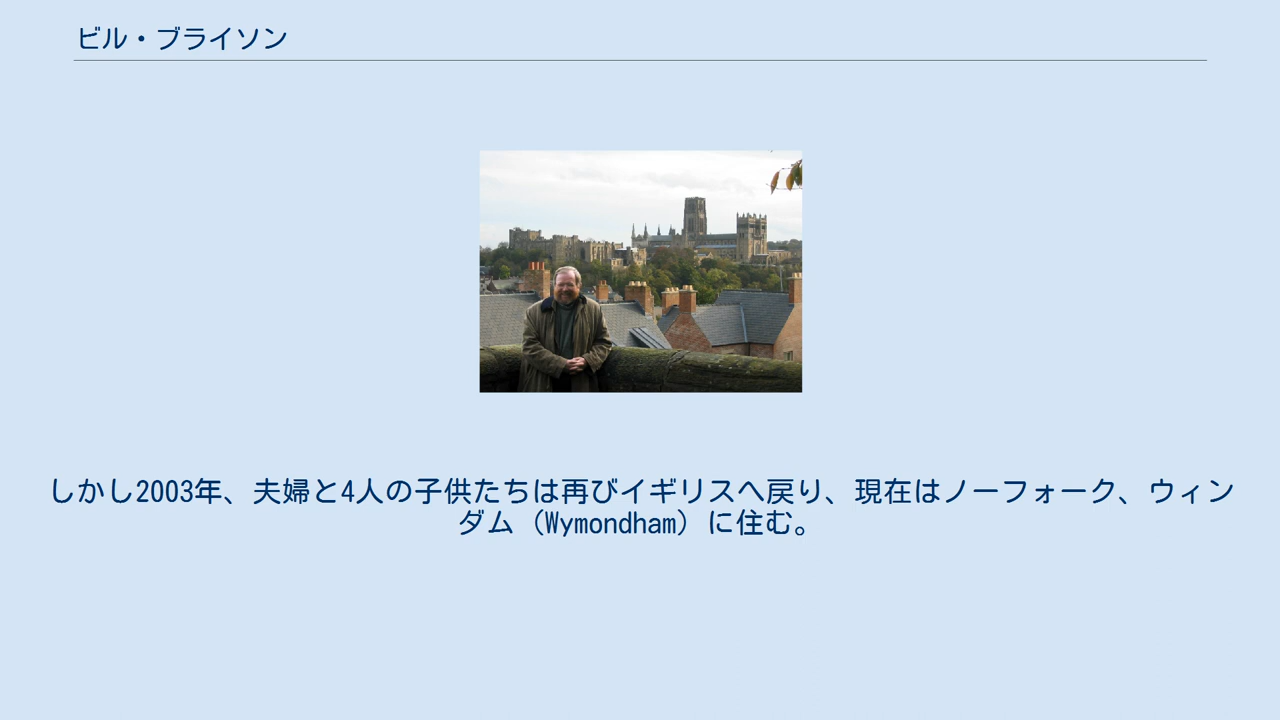 ビル・ブライソン
しかし2003年、夫婦と4人の子供たちは再びイギリスへ戻り、現在はノーフォーク、ウィン
ダム（Wymondham）に住む。